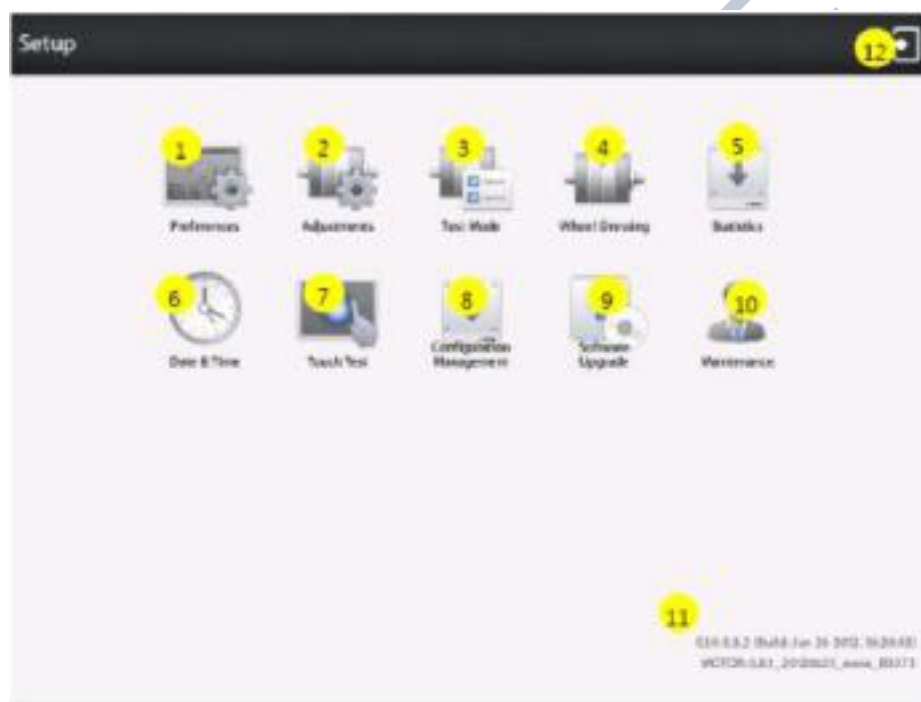 Setup
12
1 2 3 4 5
Preferences Adjustments Test Mode Wheel Dressing Statistics
6 7 8 9 10
Date & Time Touch Test Configuration Management Software Upgrade Maintenance
11